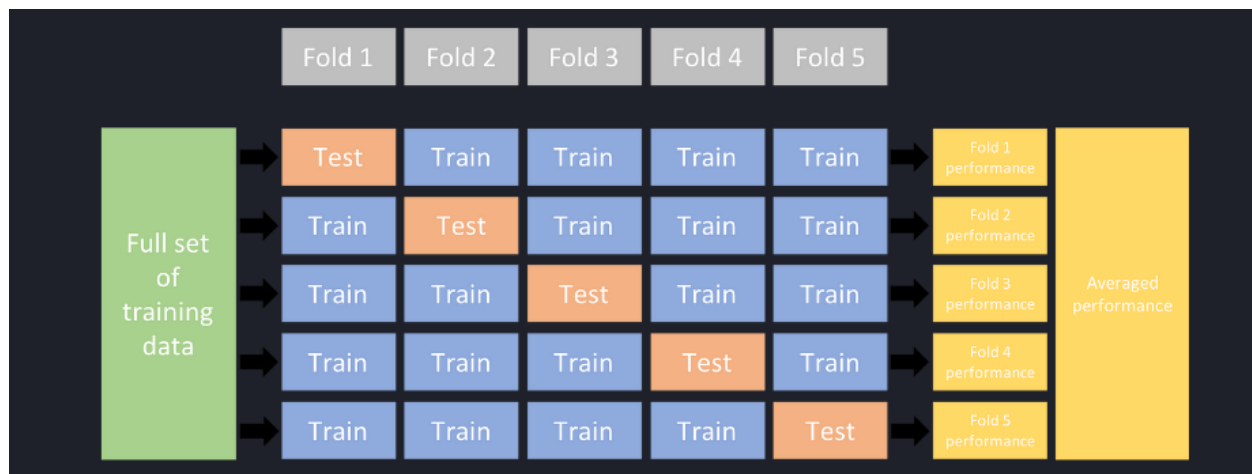 Fold 1 Fold 2 Fold 3 Fold 4 Fold 5
Full set
of
training
data
Test Train Train Train Train
Fold 1
performance
Train Test Train Train Train
Fold 2
performance
Train Train Test Train Train
Fold 3
performance
Train Train Train Test Train
Fold 4
performance
Train Train Train Train Test
Fold 5
performance
Averaged
performance